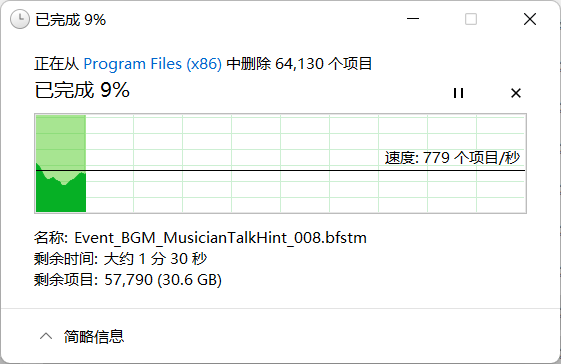 已完成 9%
正在从 Program Files (x86) 中删除 64,130 个项目
已完成 9%
速度: 779 个项目/秒
名称: Event_BGM_MusicianTalkHint_008.bfstm
剩余时间: 大约 1 分 30 秒
剩余项目: 57,790 (30.6 GB)
简略信息